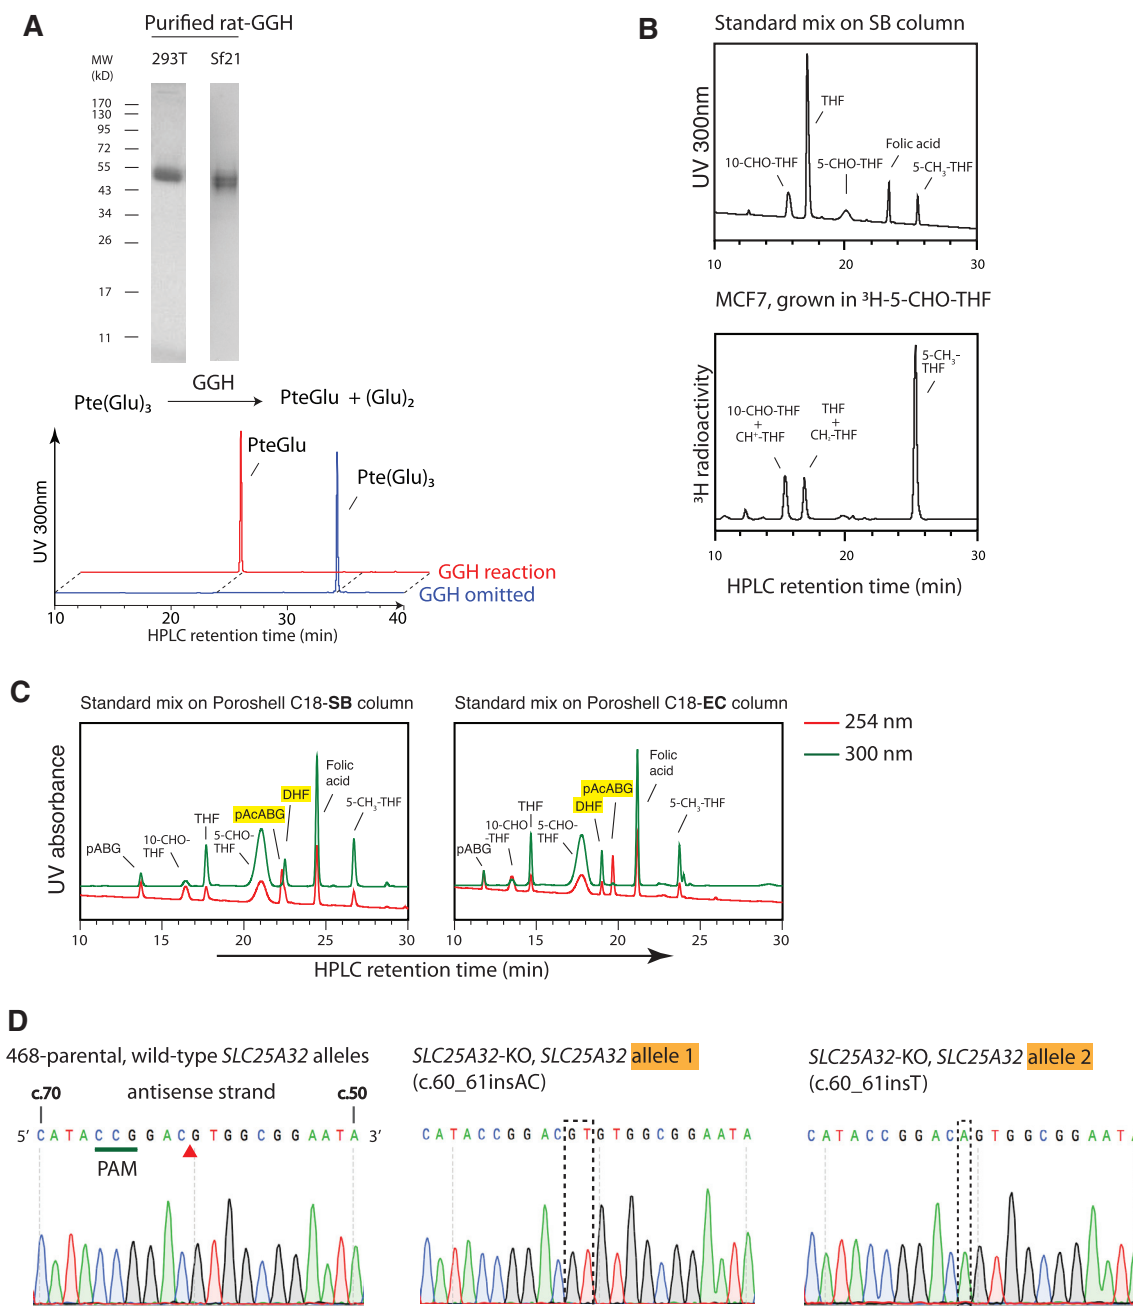 A
Purified rat-GGH
MW
(kD)
293T
Sf21
170
130
95
72
55
43
34
26
17
11
GGH
Pte(Glu)₃
PteGlu + (Glu)₂
UV 300nm
PteGlu
Pte(Glu)₃
GGH reaction
GGH omitted
10
20
30
40
HPLC retention time (min)
B
Standard mix on SB column
UV 300nm
THF
10-CHO-THF
5-CHO-THF
Folic acid
5-CH₃-THF
10
20
30
MCF7, grown in ³H-5-CHO-THF
³H radioactivity
10-CHO-THF
+
CH⁺-THF
THF
+
CH₂-THF
5-CH₃-
THF
10
20
30
HPLC retention time (min)
C
Standard mix on Poroshell C18-SB column
UV absorbance
pABG
10-CHO-
THF
THF
5-CHO-
THF
pAcABG
DHF
Folic
acid
5-CH₃-THF
10
15
20
25
30
Standard mix on Poroshell C18-EC column
pABG
10-CHO
-THF
THF
5-CHO-
THF
DHF
pAcABG
Folic
acid
5-CH₃-THF
10
15
20
25
30
254 nm
300 nm
HPLC retention time (min)
D
468-parental, wild-type SLC25A32 alleles
c.70
antisense strand
c.50
5′ C A T A C C G G A C G T G G C G G A A T A 3′
PAM
SLC25A32-KO, SLC25A32 allele 1
(c.60_61insAC)
C A T A C C G G A C G T G T G G C G G A A T A
SLC25A32-KO, SLC25A32 allele 2
(c.60_61insT)
C A T A C C G G A C A G T G G C G G A A T A